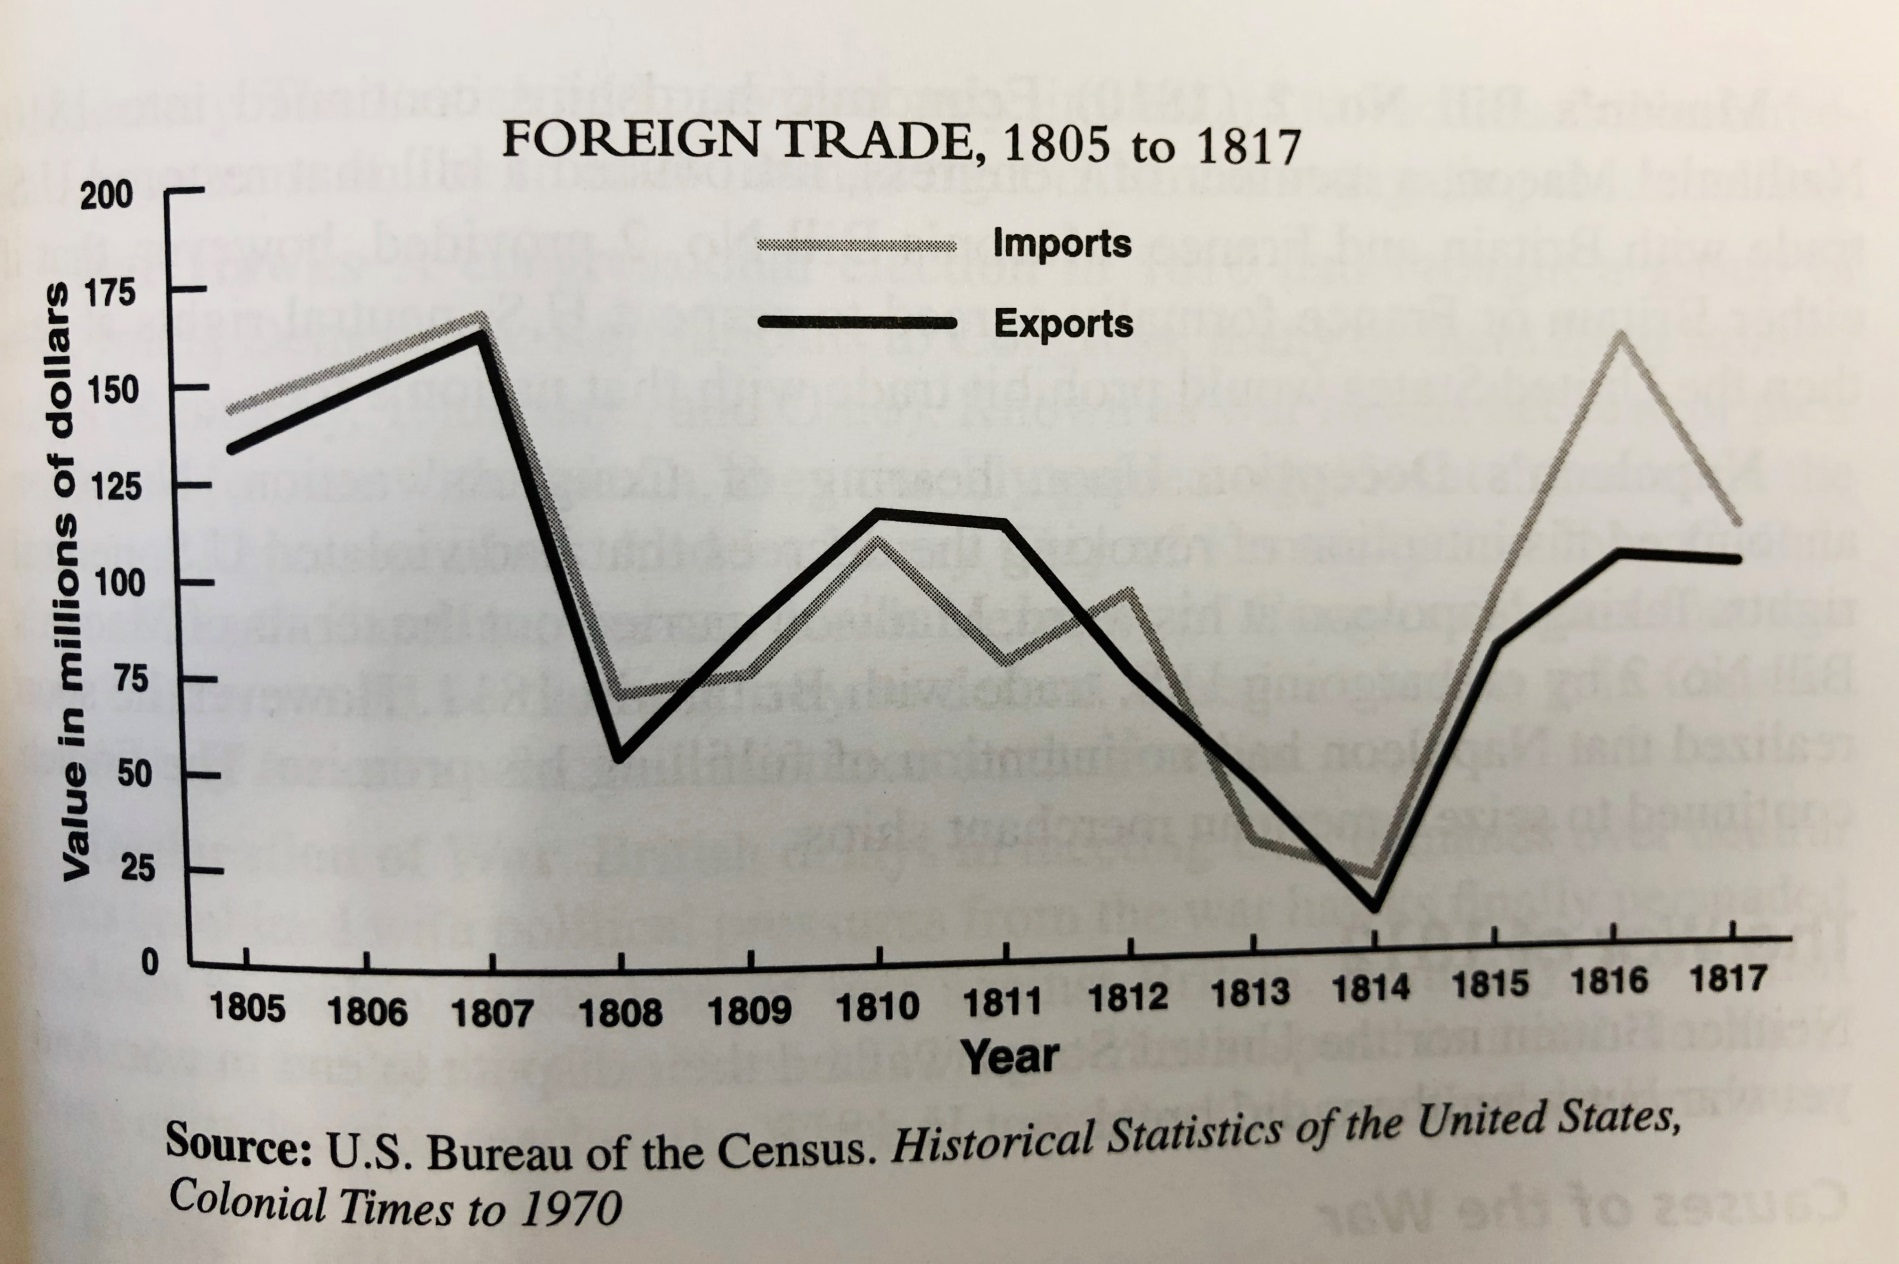 FOREIGN TRADE, 1805 to 1817
200
175
150
125
100
75
50
25
0
Value in millions of dollars
Imports
Exports
1805 1806 1807 1808 1809 1810 1811 1812 1813 1814 1815 1816 1817
Year
Source: U.S. Bureau of the Census. Historical Statistics of the United States,
Colonial Times to 1970